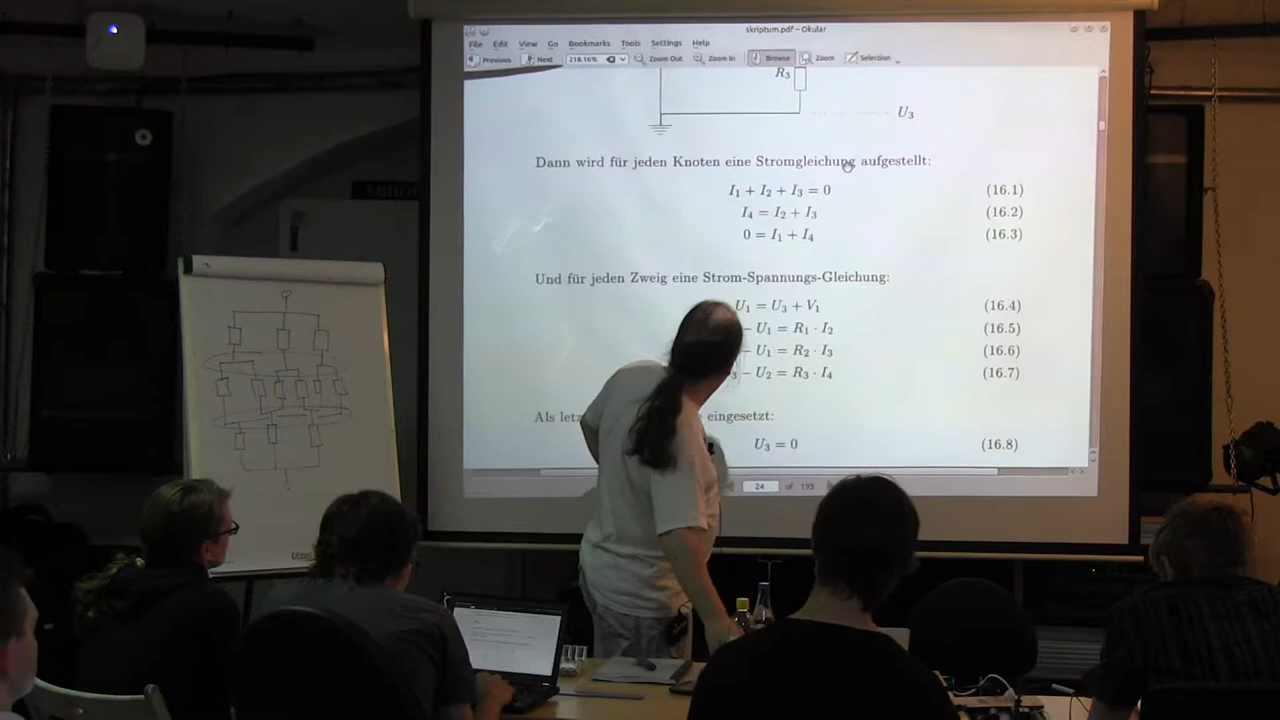 skriptum.pdf – Okular
File Edit View Go Bookmarks Tools Settings Help
Previous Next 218.16% Zoom Out Zoom In Browse Zoom Selection
R3
U3
Dann wird für jeden Knoten eine Stromgleichung aufgestellt:
I1 + I2 + I3 = 0 (16.1)
I4 = I2 + I3 (16.2)
0 = I1 + I4 (16.3)
Und für jeden Zweig eine Strom-Spannungs-Gleichung:
U1 = U3 + V1 (16.4)
− U1 = R1 · I2 (16.5)
− U1 = R2 · I3 (16.6)
3 − U2 = R3 · I4 (16.7)
Als eingesetzt:
U3 = 0 (16.8)
24 of 193